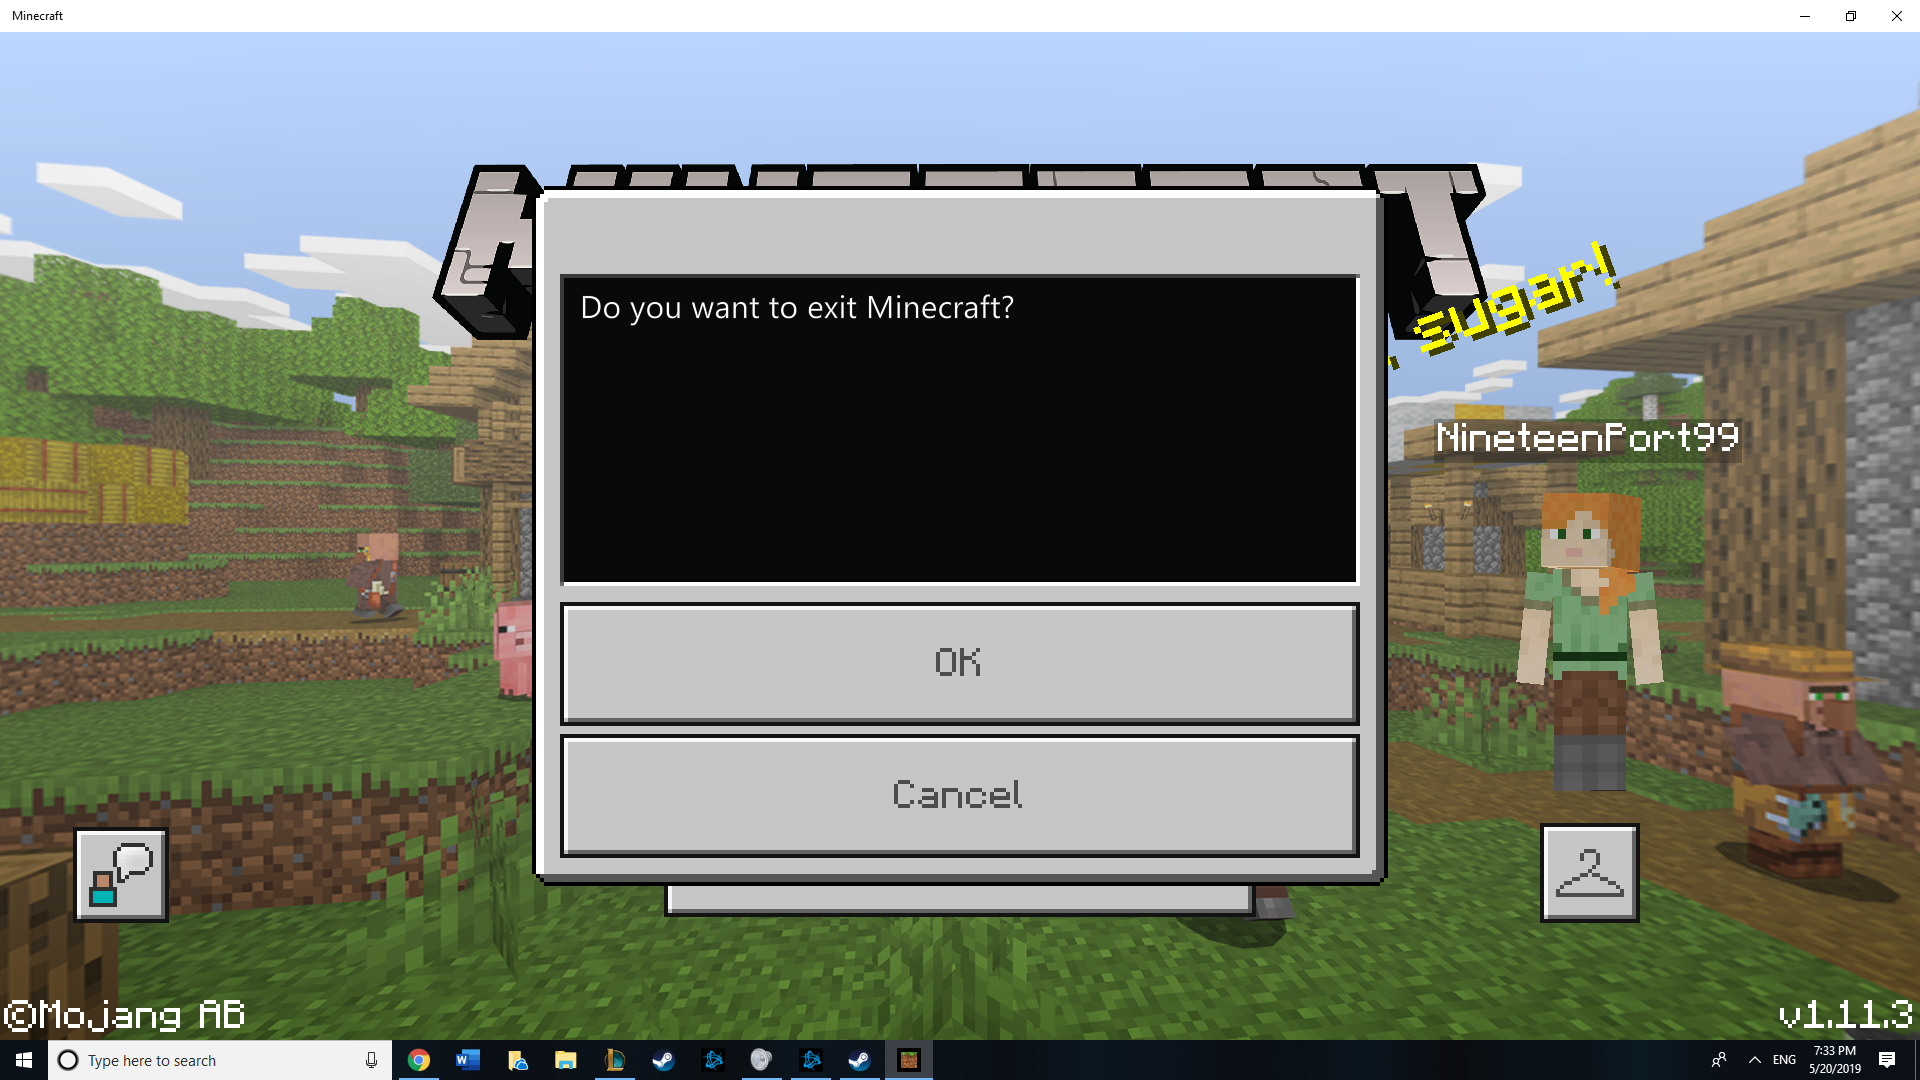 Minecraft
sugar!
Do you want to exit Minecraft?
NineteenPort99
OK
Cancel
©Mojang AB
v1.11.3
Type here to search
ENG
7:33 PM
5/20/2019